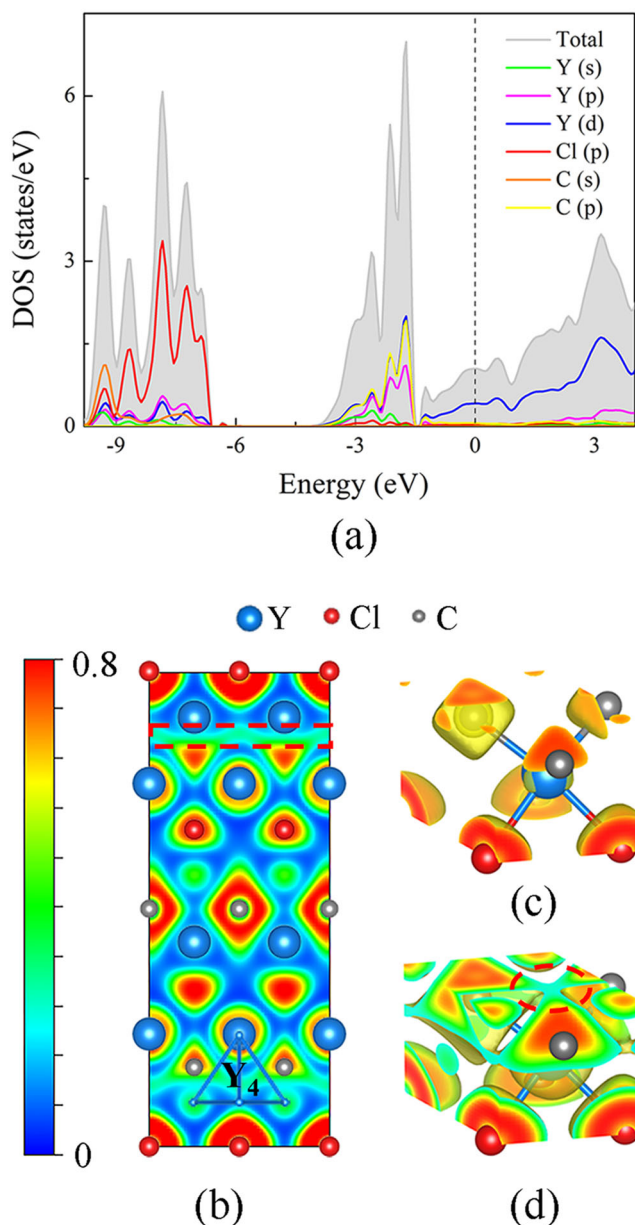 Total
Y (s)
Y (p)
Y (d)
Cl (p)
C (s)
C (p)
DOS (states/eV)
6
3
0
-9
-6
-3
0
3
Energy (eV)
(a)
Y
Cl
C
0.8
0
Y4
(b)
(c)
(d)